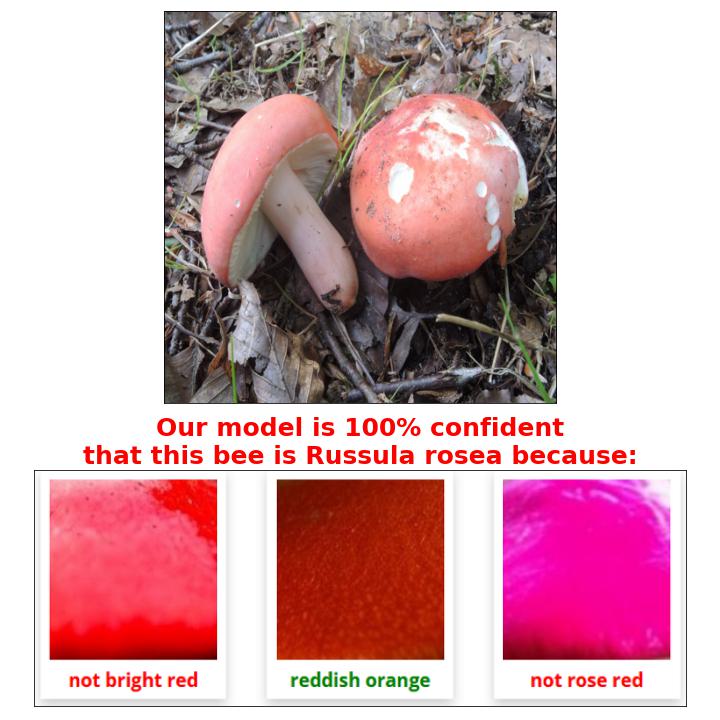 Our model is 100% confident
that this bee is Russula rosea because:
not bright red
reddish orange
not rose red